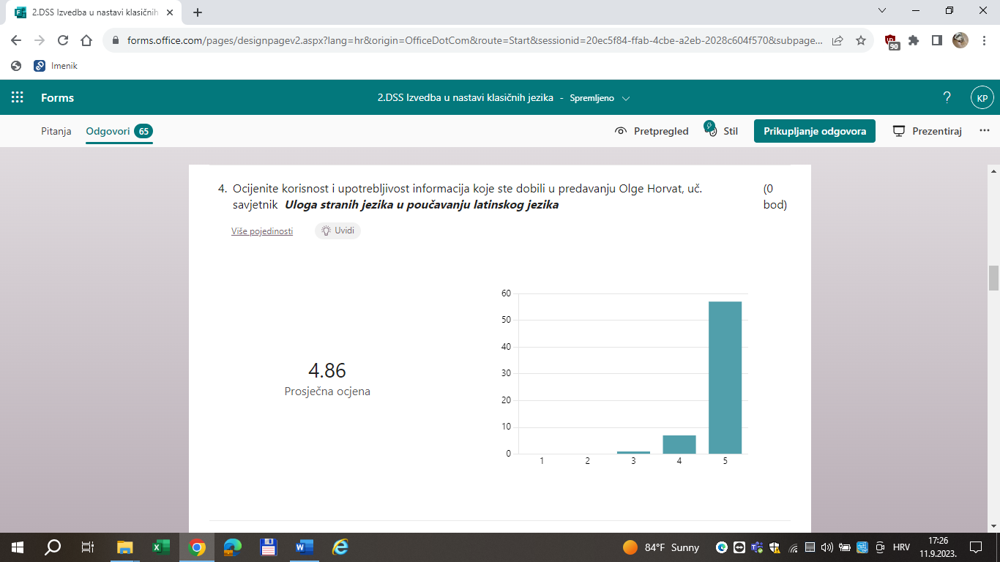 2.DSS Izvedba u nastavi klasičnih
forms.office.com/pages/designpagev2.aspx?lang=hr&origin=OfficeDotCom&route=Start&sessionid=20ec5f84-ffab-4cbe-a2eb-2028c604f570&subpage...
90
Imenik
Forms
2.DSS Izvedba u nastavi klasičnih jezika - Spremljeno
?
KP
Pitanja
Odgovori 65
Pretpregled
Stil
Prikupljanje odgovora
Prezentiraj
4. Ocijenite korisnost i upotrebljivost informacija koje ste dobili u predavanju Olge Horvat, uč.
savjetnik Uloga stranih jezika u poučavanju latinskog jezika
(0
bod)
Više pojedinosti
Uvidi
4.86
Prosječna ocjena
60
50
40
30
20
10
0
1 2 3 4 5
84°F Sunny
HRV
17:26
11.9.2023.